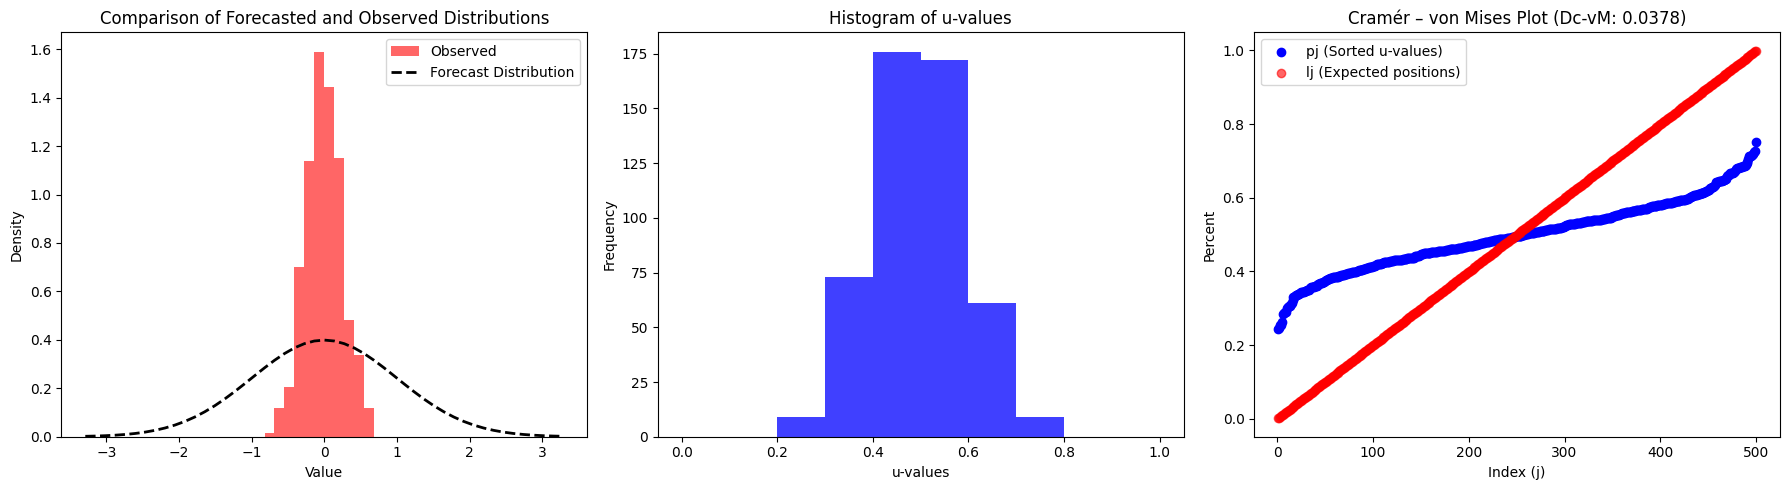 Comparison of Forecasted and Observed Distributions
Observed
Forecast Distribution
Density
1.6
1.4
1.2
1.0
0.8
0.6
0.4
0.2
0.0
−3 −2 −1 0 1 2 3
Value
Histogram of u-values
Frequency
175
150
125
100
75
50
25
0
0.0 0.2 0.4 0.6 0.8 1.0
u-values
Cramér – von Mises Plot (Dc-vM: 0.0378)
pj (Sorted u-values)
lj (Expected positions)
Percent
1.0
0.8
0.6
0.4
0.2
0.0
0 100 200 300 400 500
Index (j)